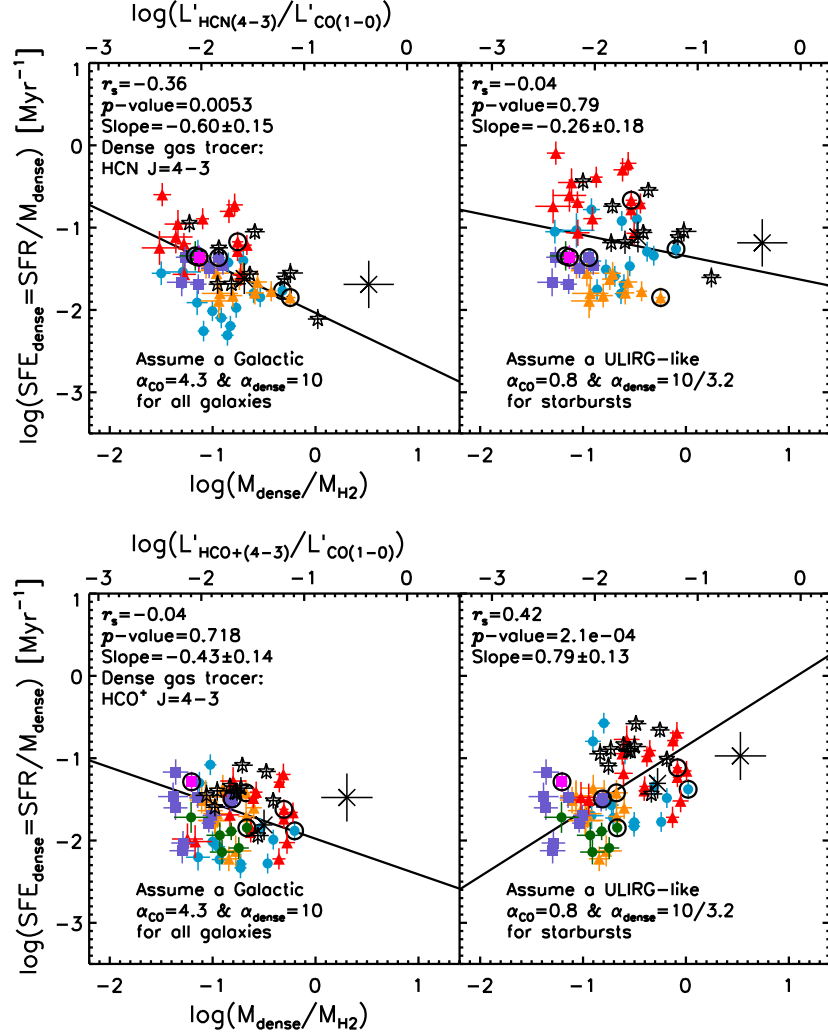 log(L'HCN(4−3)/L'CO(1−0))
−3 −2 −1 0 −3 −2 −1 0
log(SFEdense=SFR/Mdense) [Myr−1]
1
0
−1
−2
−3
rs=−0.36
p−value=0.0053
Slope=−0.60±0.15
Dense gas tracer:
HCN J=4−3
Assume a Galactic
αCO=4.3 & αdense=10
for all galaxies
rs=−0.04
p−value=0.79
Slope=−0.26±0.18
Assume a ULIRG−like
αCO=0.8 & αdense=10/3.2
for starbursts
−2 −1 0 1 −2 −1 0 1
log(Mdense/MH2)
log(L'HCO+(4−3)/L'CO(1−0))
−3 −2 −1 0 −3 −2 −1 0
log(SFEdense=SFR/Mdense) [Myr−1]
1
0
−1
−2
−3
rs=−0.04
p−value=0.718
Slope=−0.43±0.14
Dense gas tracer:
HCO+ J=4−3
Assume a Galactic
αCO=4.3 & αdense=10
for all galaxies
rs=0.42
p−value=2.1e−04
Slope=0.79±0.13
Assume a ULIRG−like
αCO=0.8 & αdense=10/3.2
for starbursts
−2 −1 0 1 −2 −1 0 1
log(Mdense/MH2)